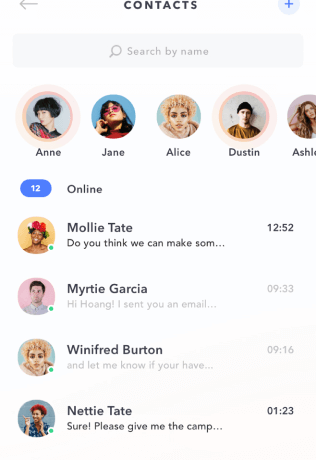 CONTACTS
+
Search by name
Anne
Jane
Alice
Dustin
12
Online
Mollie Tate
12:52
Do you think we can make som...
Myrtie Garcia
09:33
Hi Hoang! I sent you an email...
Winifred Burton
09:16
and let me know if your have...
Nettie Tate
01:23
Sure! Please give me the camp...